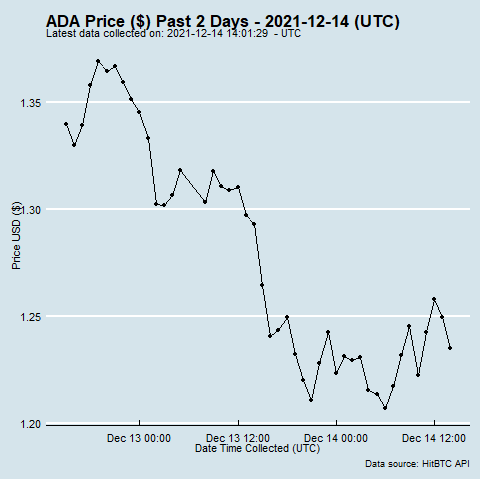 ADA Price ($) Past 2 Days - 2021-12-14 (UTC)
Latest data collected on: 2021-12-14 14:01:29 - UTC
Price USD ($)
1.35
1.30
1.25
1.20
Dec 13 00:00
Dec 13 12:00
Dec 14 00:00
Dec 14 12:00
Date Time Collected (UTC)
Data source: HitBTC API